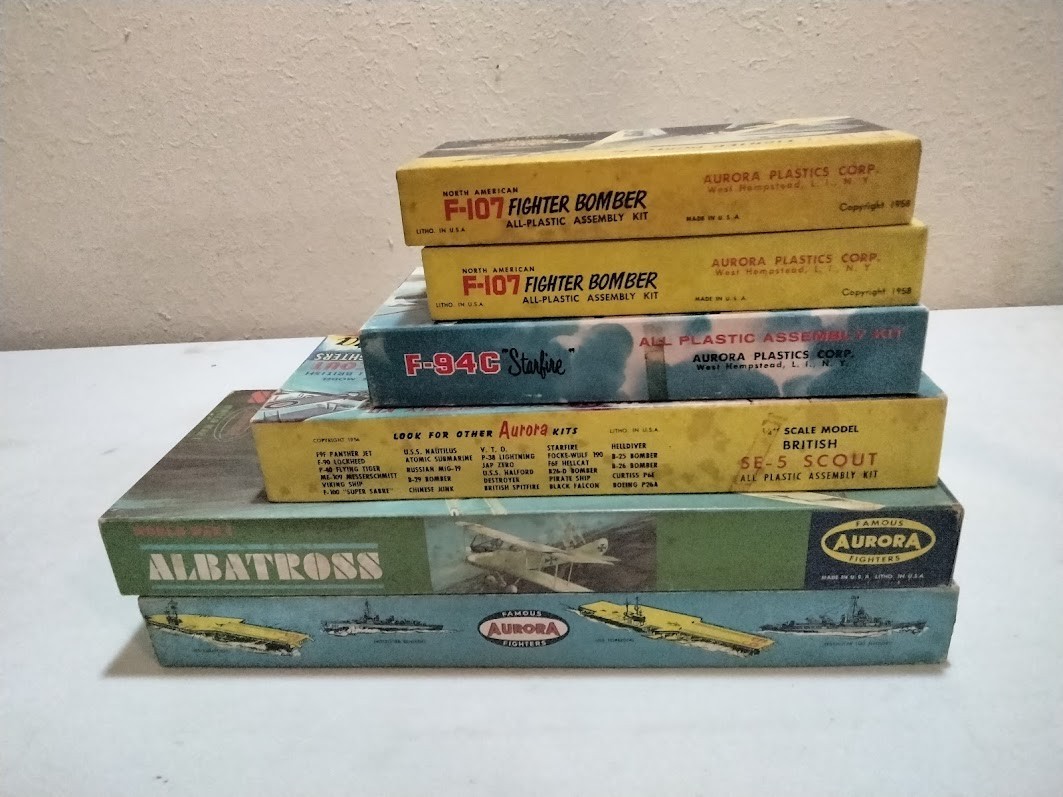 NORTH AMERICAN
F-107 FIGHTER BOMBER
ALL-PLASTIC ASSEMBLY KIT
LITHO. IN U.S.A
MADE IN U.S.A
AURORA PLASTICS CORP.
West Hempstead, L. I., N. Y.
Copyright 1958
NORTH AMERICAN
F-107 FIGHTER BOMBER
ALL-PLASTIC ASSEMBLY KIT
LITHO. IN U.S.A.
MADE IN U.S.A
AURORA PLASTICS CORP.
West Hempstead, L. I., N. Y.
Copyright 1958
F-94C "Starfire"
ALL PLASTIC ASSEMBLY KIT
AURORA PLASTICS CORP.
West Hempstead, L. I., N. Y.
FIGHTERS
SCOUT
BRITISH
COPYRIGHT 1956
LOOK FOR OTHER Aurora KITS
LITHO. IN U.S.A.
F9F PANTHER JET
F-90 LOCKHEED
P-40 FLYING TIGER
ME-109 MESSERSCHMITT
VIKING SHIP
F-100 "SUPER SABRE"
U.S.S. NAUTILUS
ATOMIC SUBMARINE
RUSSIAN MIG-19
B-29 BOMBER
CHINESE JUNK
V. T. O.
P-38 LIGHTNING
JAP ZERO
U.S.S. HALFORD
DESTROYER
BRITISH SPITFIRE
STARFIRE
FOCKE-WULF 190
F6F HELLCAT
B26-D BOMBER
PIRATE SHIP
BLACK FALCON
HELLDIVER
B-25 BOMBER
B-26 BOMBER
CURTISS P6E
BOEING P26A
¼" SCALE MODEL
BRITISH
SE-5 SCOUT
ALL PLASTIC ASSEMBLY KIT
ALBATROSS
FAMOUS
AURORA
FIGHTERS
MADE IN U.S.A. LITHO. IN U.S.A
FAMOUS
AURORA
FIGHTERS